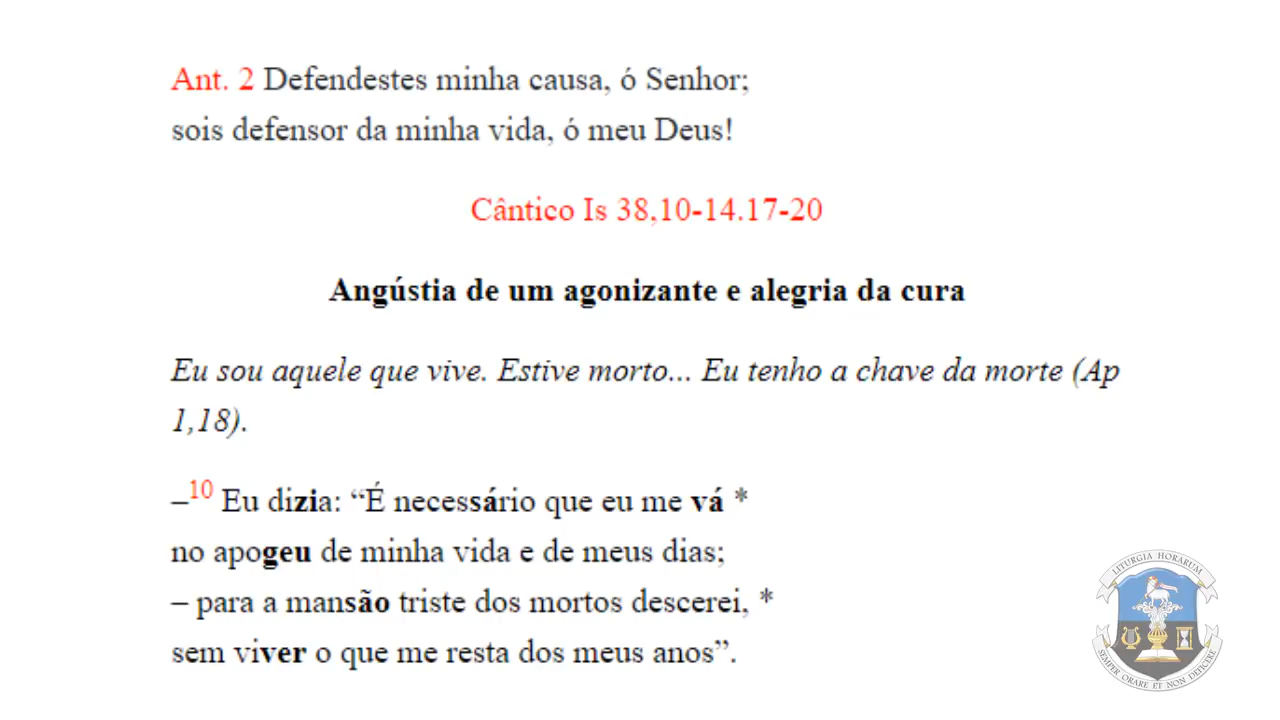 Ant. 2 Defendestes minha causa, ó Senhor;
sois defensor da minha vida, ó meu Deus!
Cântico Is 38,10-14.17-20
Angústia de um agonizante e alegria da cura
Eu sou aquele que vive. Estive morto... Eu tenho a chave da morte (Ap
1,18).
–10 Eu dizia: “É necessário que eu me vá *
no apogeu de minha vida e de meus dias;
– para a mansão triste dos mortos descerei, *
sem viver o que me resta dos meus anos”.
LITURGIA HORARUM
SEMPER ORARE ET NON DEFICERE